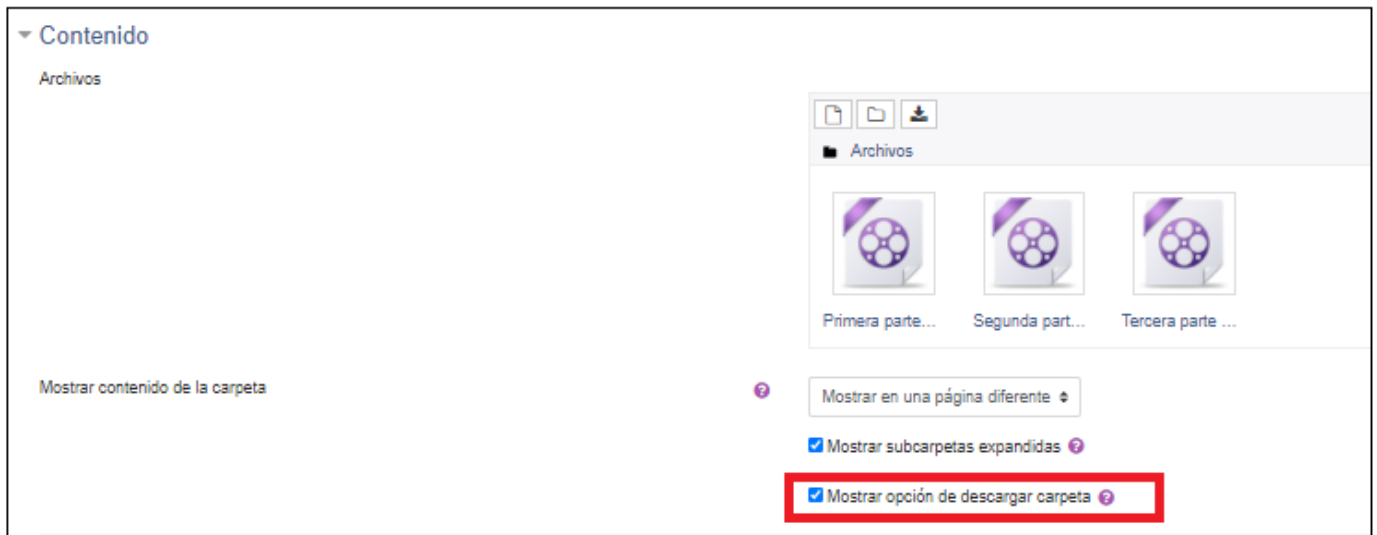 Contenido
Archivos
Archivos
Primera parte...
Segunda part...
Tercera parte ...
Mostrar contenido de la carpeta
Mostrar en una página diferente
Mostrar subcarpetas expandidas
Mostrar opción de descargar carpeta